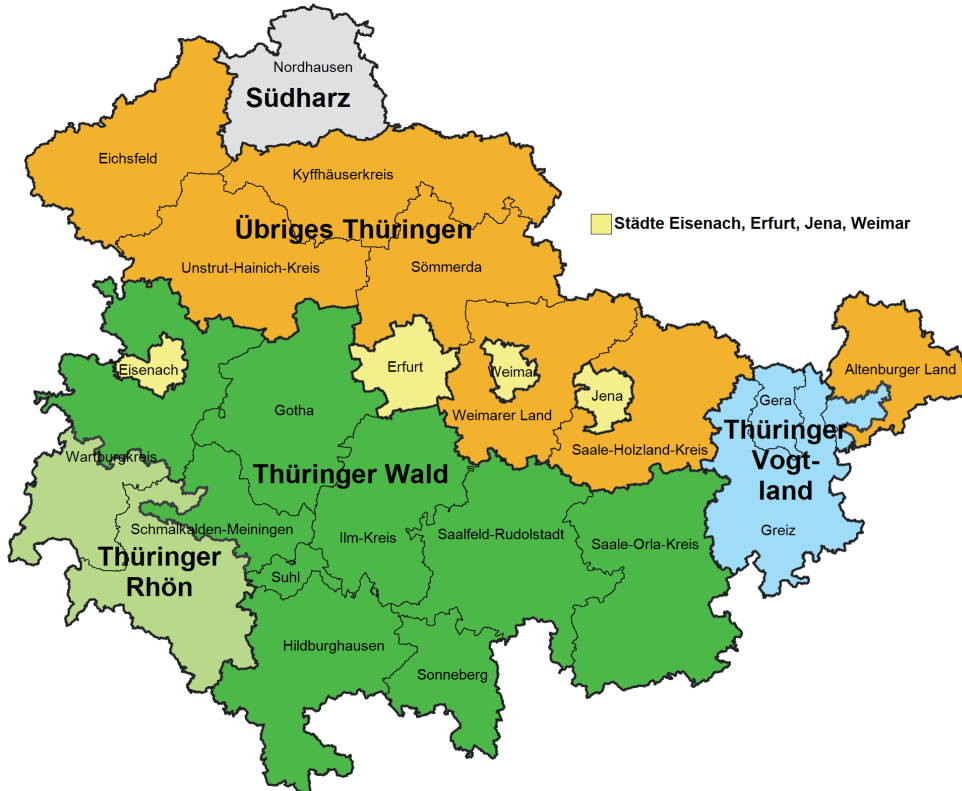 Nordhausen
Südharz
Eichsfeld
Kyffhäuserkreis
Übriges Thüringen
Städte Eisenach, Erfurt, Jena, Weimar
Unstrut-Hainich-Kreis
Sömmerda
Eisenach
Erfurt
Weimar
Altenburger Land
Jena
Gera
Gotha
Weimarer Land
Thüringer
Vogt-
land
Saale-Holzland-Kreis
Wartburgkreis
Thüringer Wald
Schmalkalden-Meiningen
Ilm-Kreis
Saalfeld-Rudolstadt
Saale-Orla-Kreis
Greiz
Thüringer
Rhön
Suhl
Hildburghausen
Sonneberg